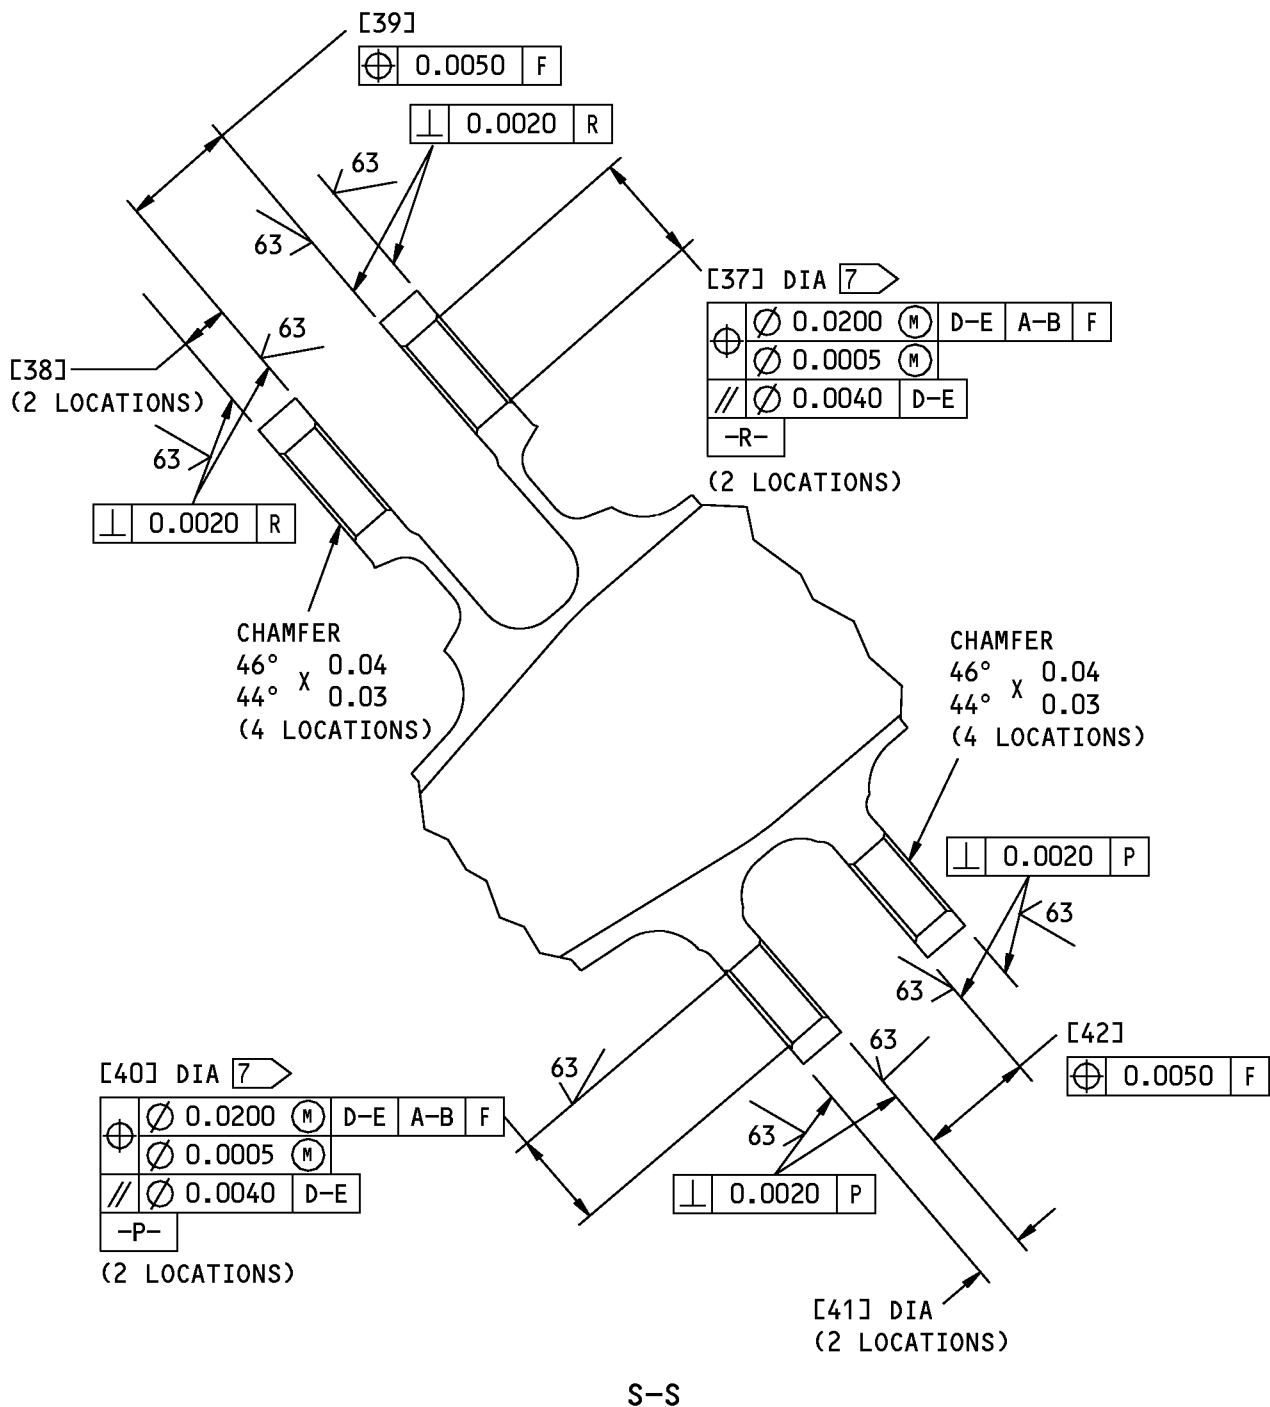 [39]
⌖ 0.0050 F
⊥ 0.0020 R
63
63
[37] DIA 7
⌖ ⌀ 0.0200 Ⓜ D-E A-B F
⌀ 0.0005 Ⓜ
// ⌀ 0.0040 D-E
-R-
(2 LOCATIONS)
63
[38]
(2 LOCATIONS)
63
⊥ 0.0020 R
CHAMFER
46° 0.04
X
44° 0.03
(4 LOCATIONS)
CHAMFER
46° 0.04
X
44° 0.03
(4 LOCATIONS)
⊥ 0.0020 P
63
63
[42]
⌖ 0.0050 F
63
63
63
⊥ 0.0020 P
[40] DIA 7
⌖ ⌀ 0.0200 Ⓜ D-E A-B F
⌀ 0.0005 Ⓜ
// ⌀ 0.0040 D-E
-P-
(2 LOCATIONS)
[41] DIA
(2 LOCATIONS)
S-S